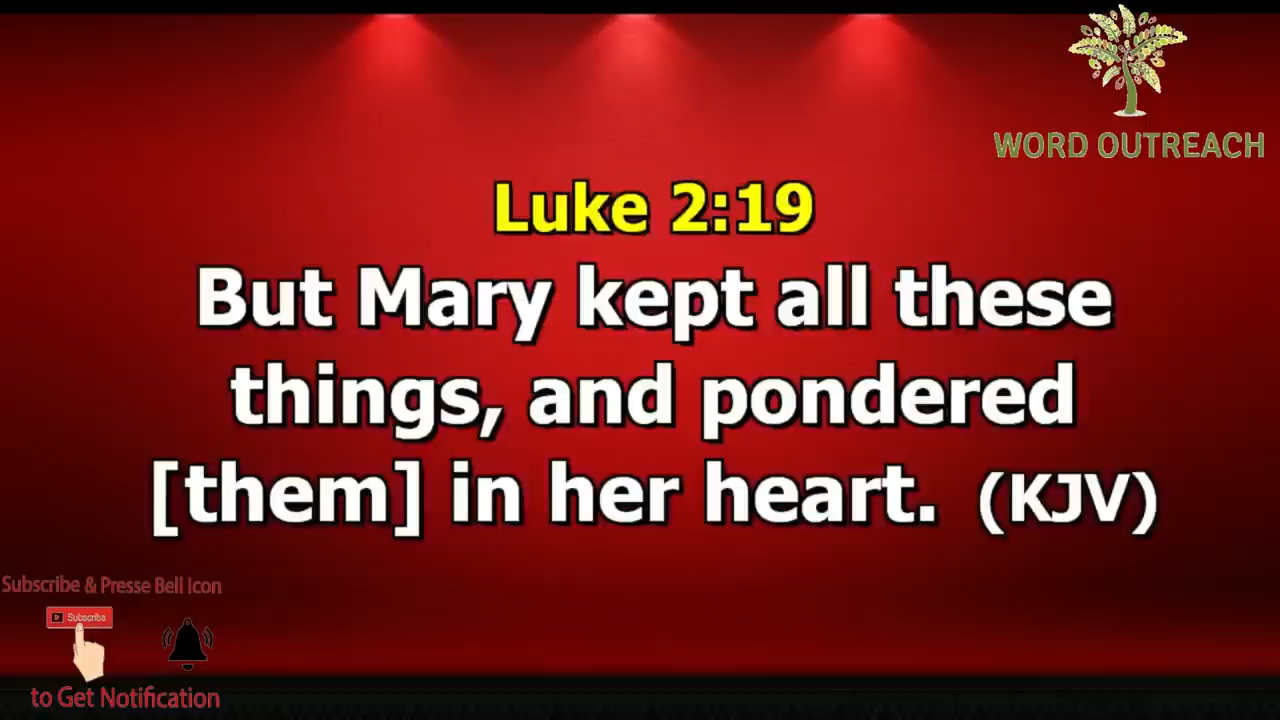 WORD OUTREACH
Luke 2:19
But Mary kept all these
things, and pondered
[them] in her heart. (KJV)
Subscribe & Presse Bell Icon
Subscribe
to Get Notification